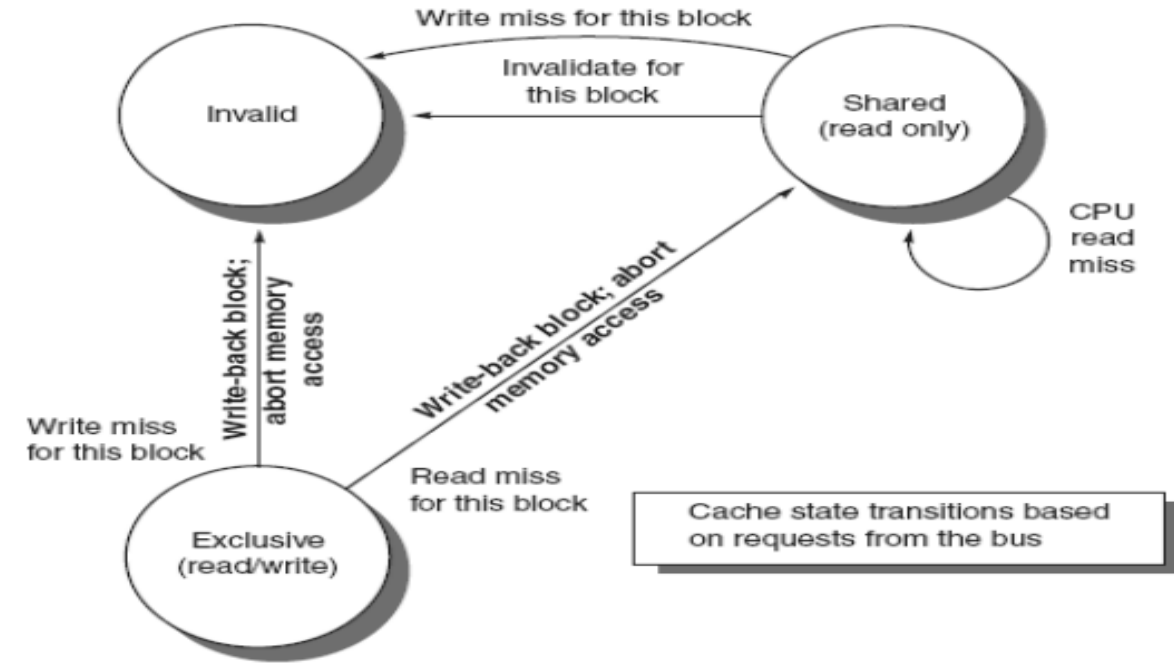 Write miss for this block
Invalidate for
this block
Invalid
Shared
(read only)
CPU
read
miss
Write-back block;
abort memory
access
Write-back block; abort
memory access
Write miss
for this block
Read miss
for this block
Exclusive
(read/write)
Cache state transitions based
on requests from the bus